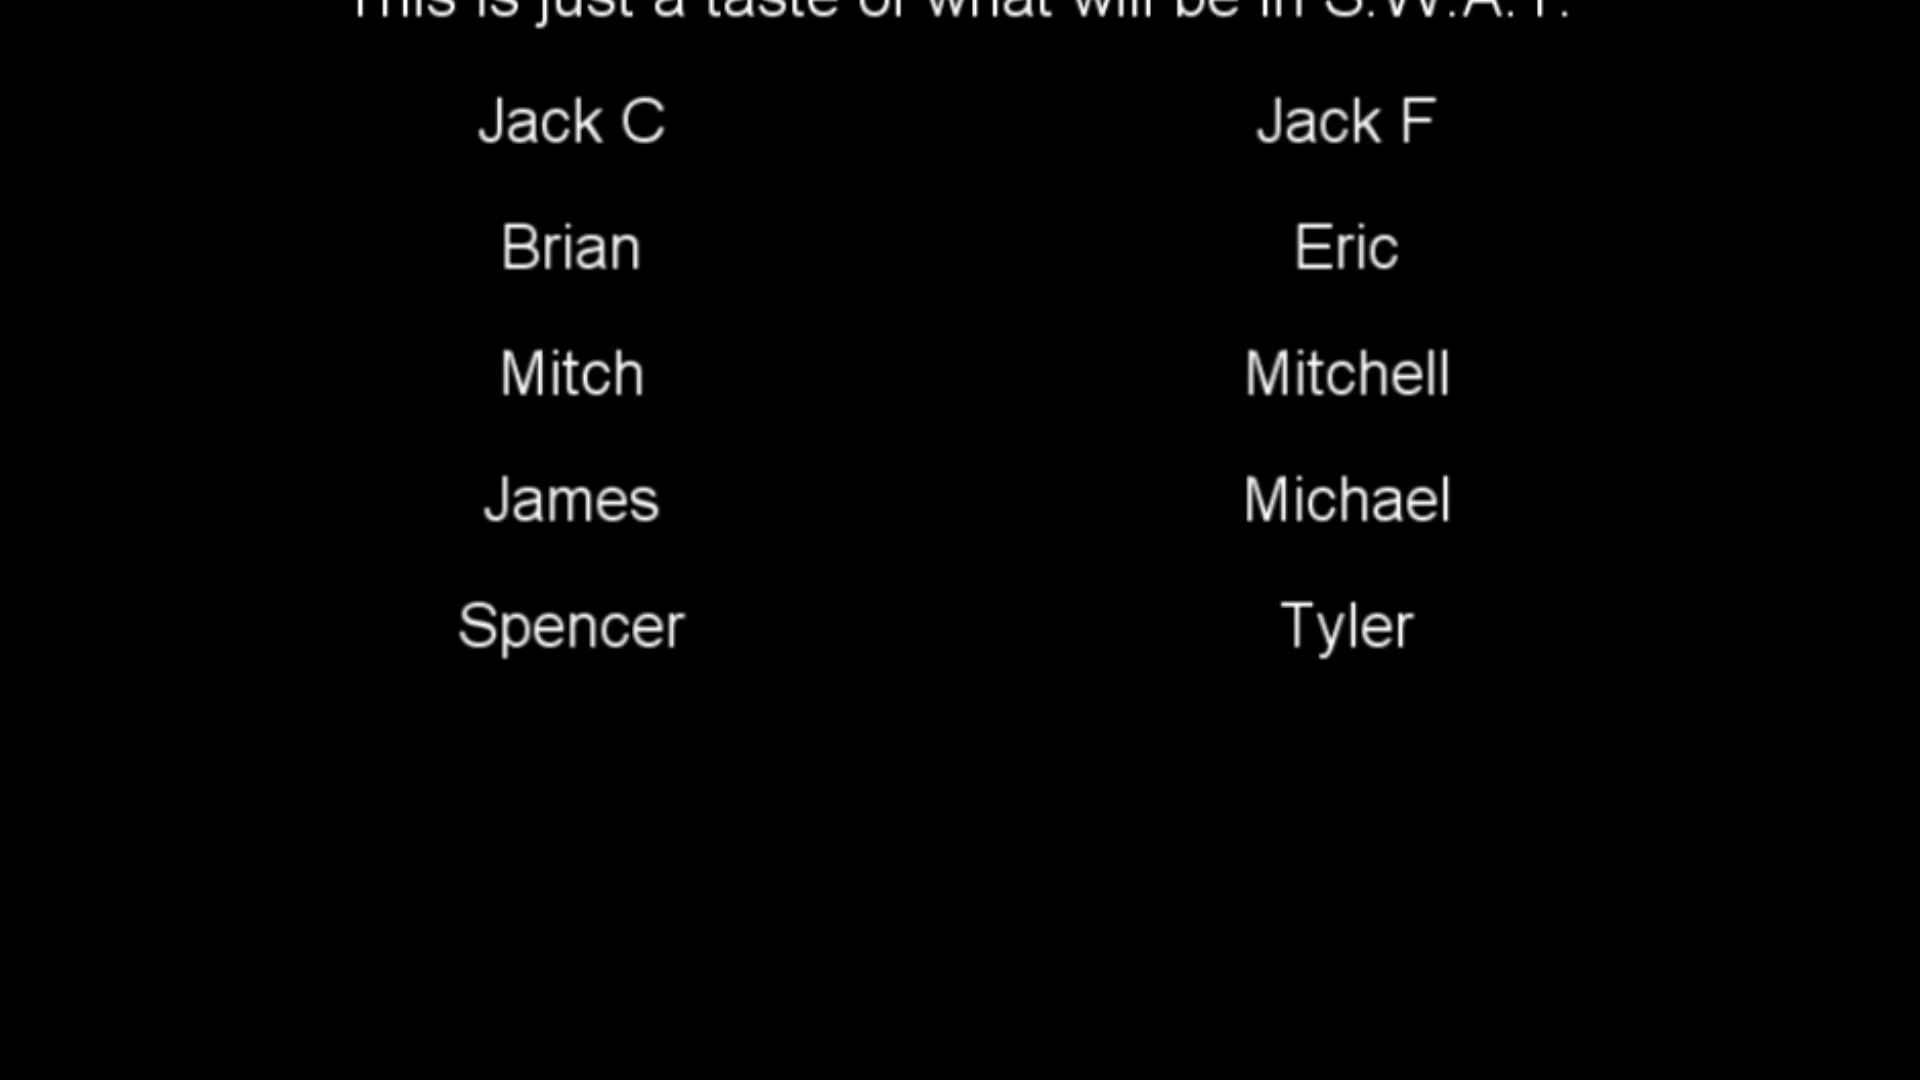 This is just a taste of what will be in S.W.A.T.
Jack C Jack F
Brian Eric
Mitch Mitchell
James Michael
Spencer Tyler